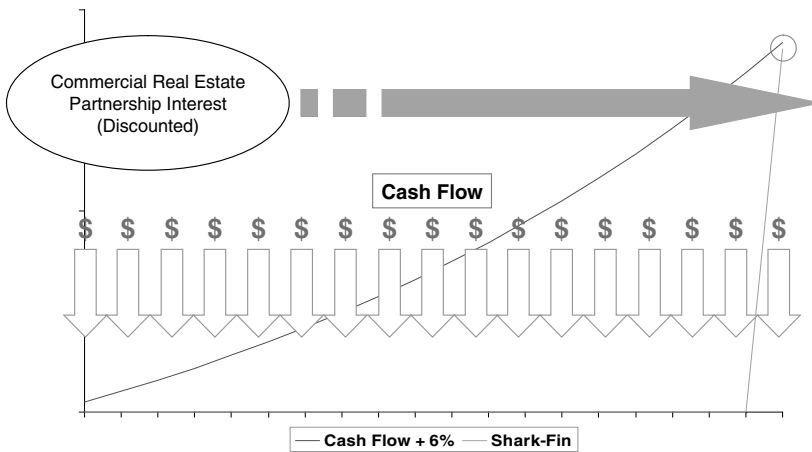 Commercial Real Estate
Partnership Interest
(Discounted)
Cash Flow
$ $ $ $ $ $ $ $ $ $ $ $ $ $ $ $ $
Cash Flow + 6% Shark-Fin